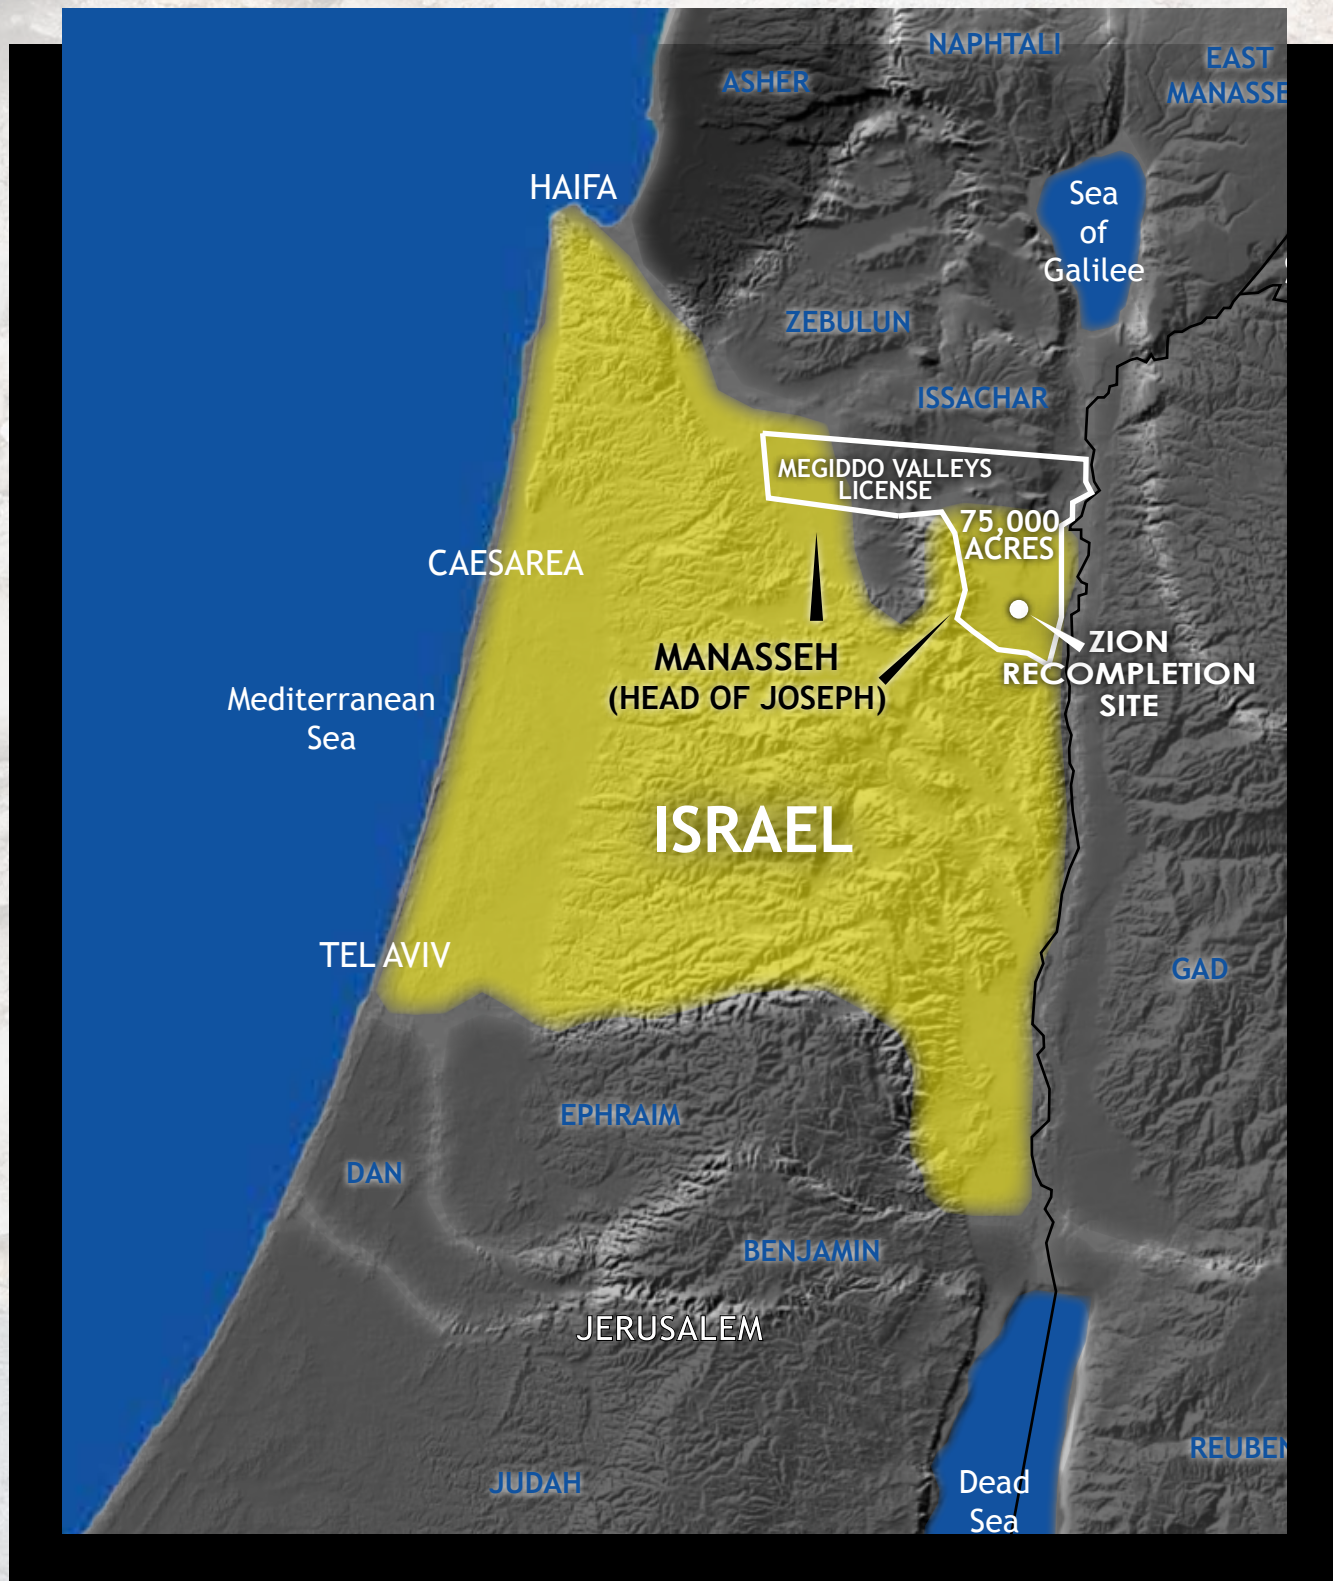 NAPHTALI
EAST
MANASSE
ASHER
HAIFA
Sea
of
Galilee
ZEBULUN
ISSACHAR
MEGIDDO VALLEYS
LICENSE
75,000
ACRES
CAESAREA
ZION
RECOMPLETION
SITE
MANASSEH
(HEAD OF JOSEPH)
Mediterranean
Sea
ISRAEL
TEL AVIV
GAD
EPHRAIM
DAN
BENJAMIN
JERUSALEM
REUBEN
JUDAH
Dead
Sea